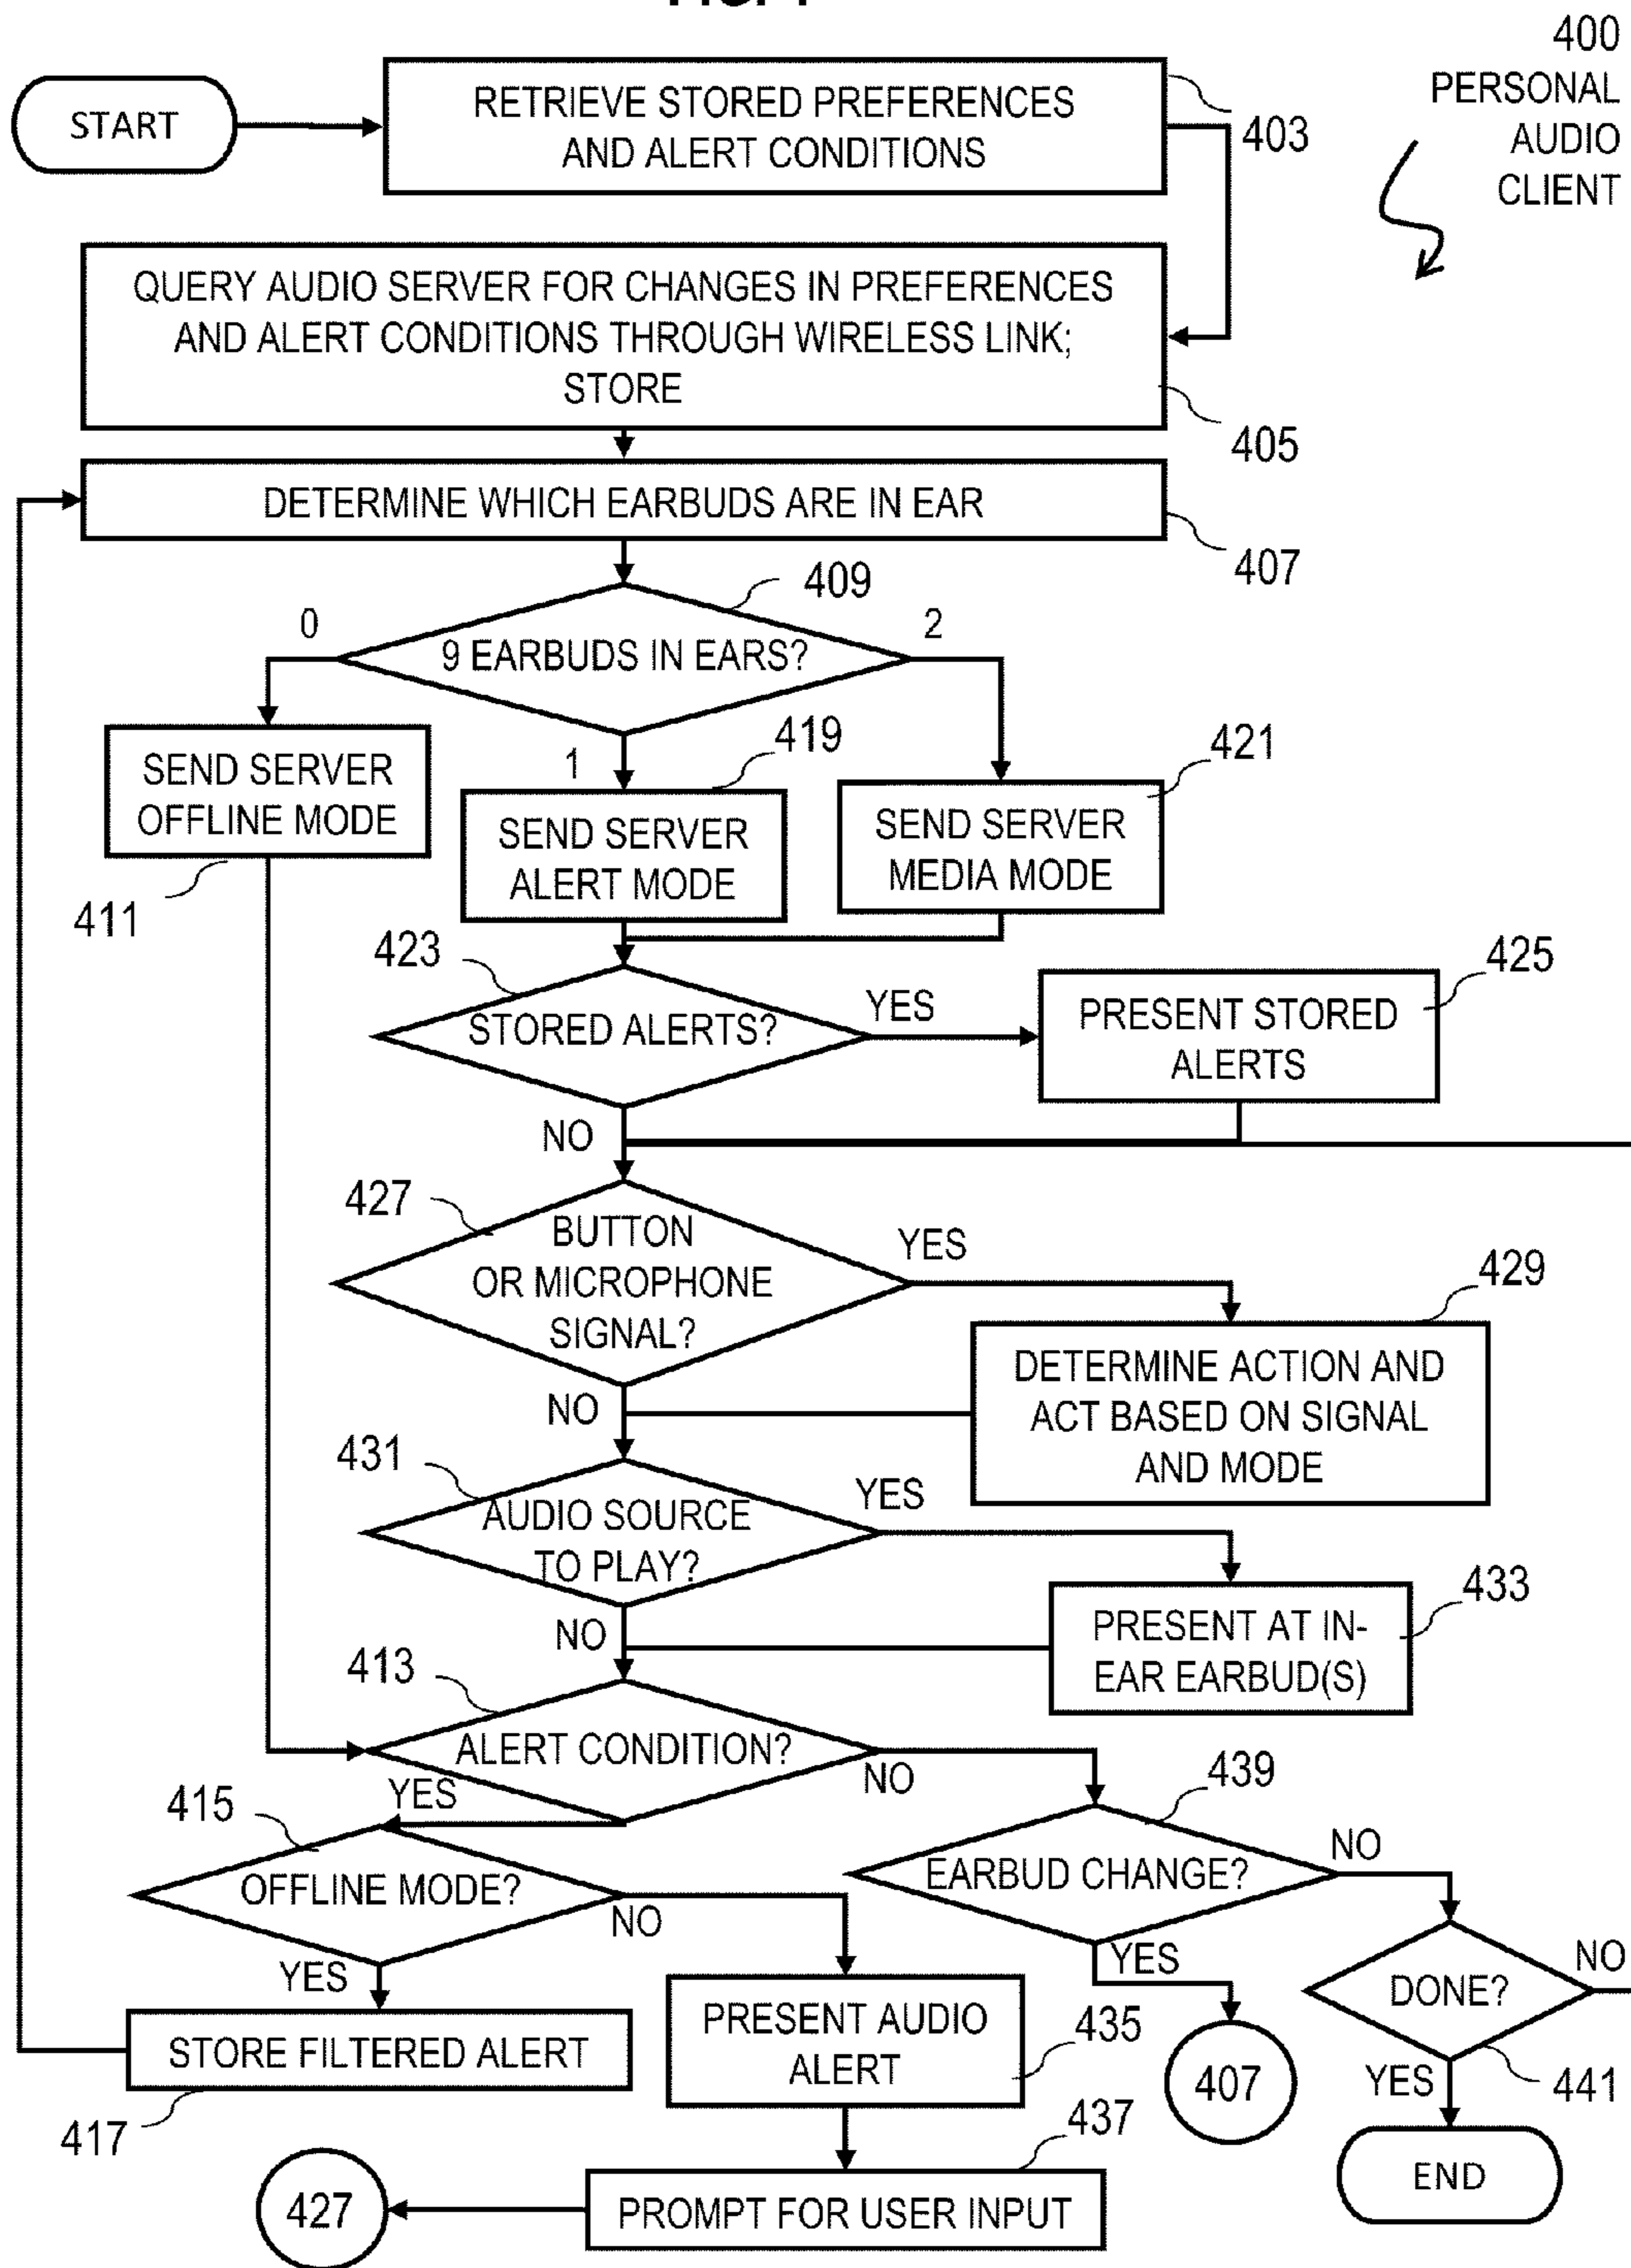 400
PERSONAL
AUDIO
CLIENT
START
RETRIEVE STORED PREFERENCES
AND ALERT CONDITIONS
403
QUERY AUDIO SERVER FOR CHANGES IN PREFERENCES
AND ALERT CONDITIONS THROUGH WIRELESS LINK;
STORE
405
DETERMINE WHICH EARBUDS ARE IN EAR
407
409
0
2
9 EARBUDS IN EARS?
1
419
421
SEND SERVER
OFFLINE MODE
411
SEND SERVER
ALERT MODE
SEND SERVER
MEDIA MODE
423
STORED ALERTS?
YES
425
PRESENT STORED
ALERTS
NO
427
BUTTON
OR MICROPHONE
SIGNAL?
YES
429
DETERMINE ACTION AND
ACT BASED ON SIGNAL
AND MODE
NO
431
AUDIO SOURCE
TO PLAY?
YES
433
PRESENT AT IN-
EAR EARBUD(S)
NO
413
ALERT CONDITION?
YES
NO
415
OFFLINE MODE?
NO
YES
439
EARBUD CHANGE?
NO
YES
407
DONE?
NO
YES
441
END
STORE FILTERED ALERT
417
PRESENT AUDIO
ALERT
435
437
PROMPT FOR USER INPUT
427